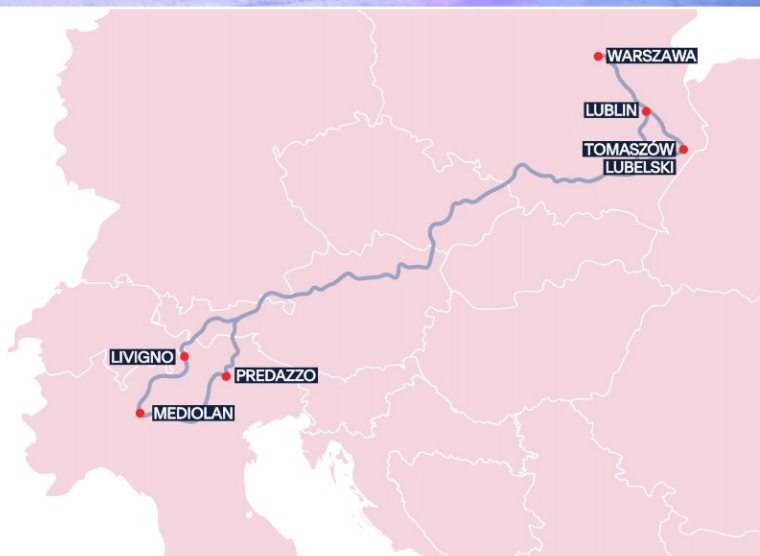 WARSZAWA
LUBLIN
TOMASZÓW
LUBELSKI
LIVIGNO
PREDAZZO
MEDIOLAN